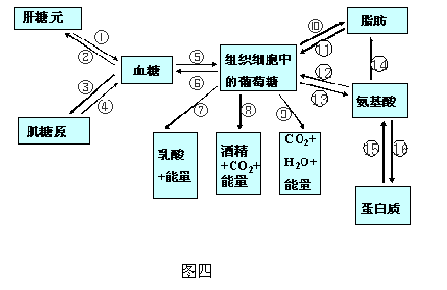 肝糖元
①
②
血糖
③
④
肌糖原
⑤
⑥
组织细胞中
的葡萄糖
⑦
⑧
⑨
乳酸
+能量
酒精
+CO₂+
能量
CO₂+
H₂O+
能量
⑩
⑪
脂肪
⑫
⑬
⑭
氨基酸
⑮
⑯
蛋白质
图四